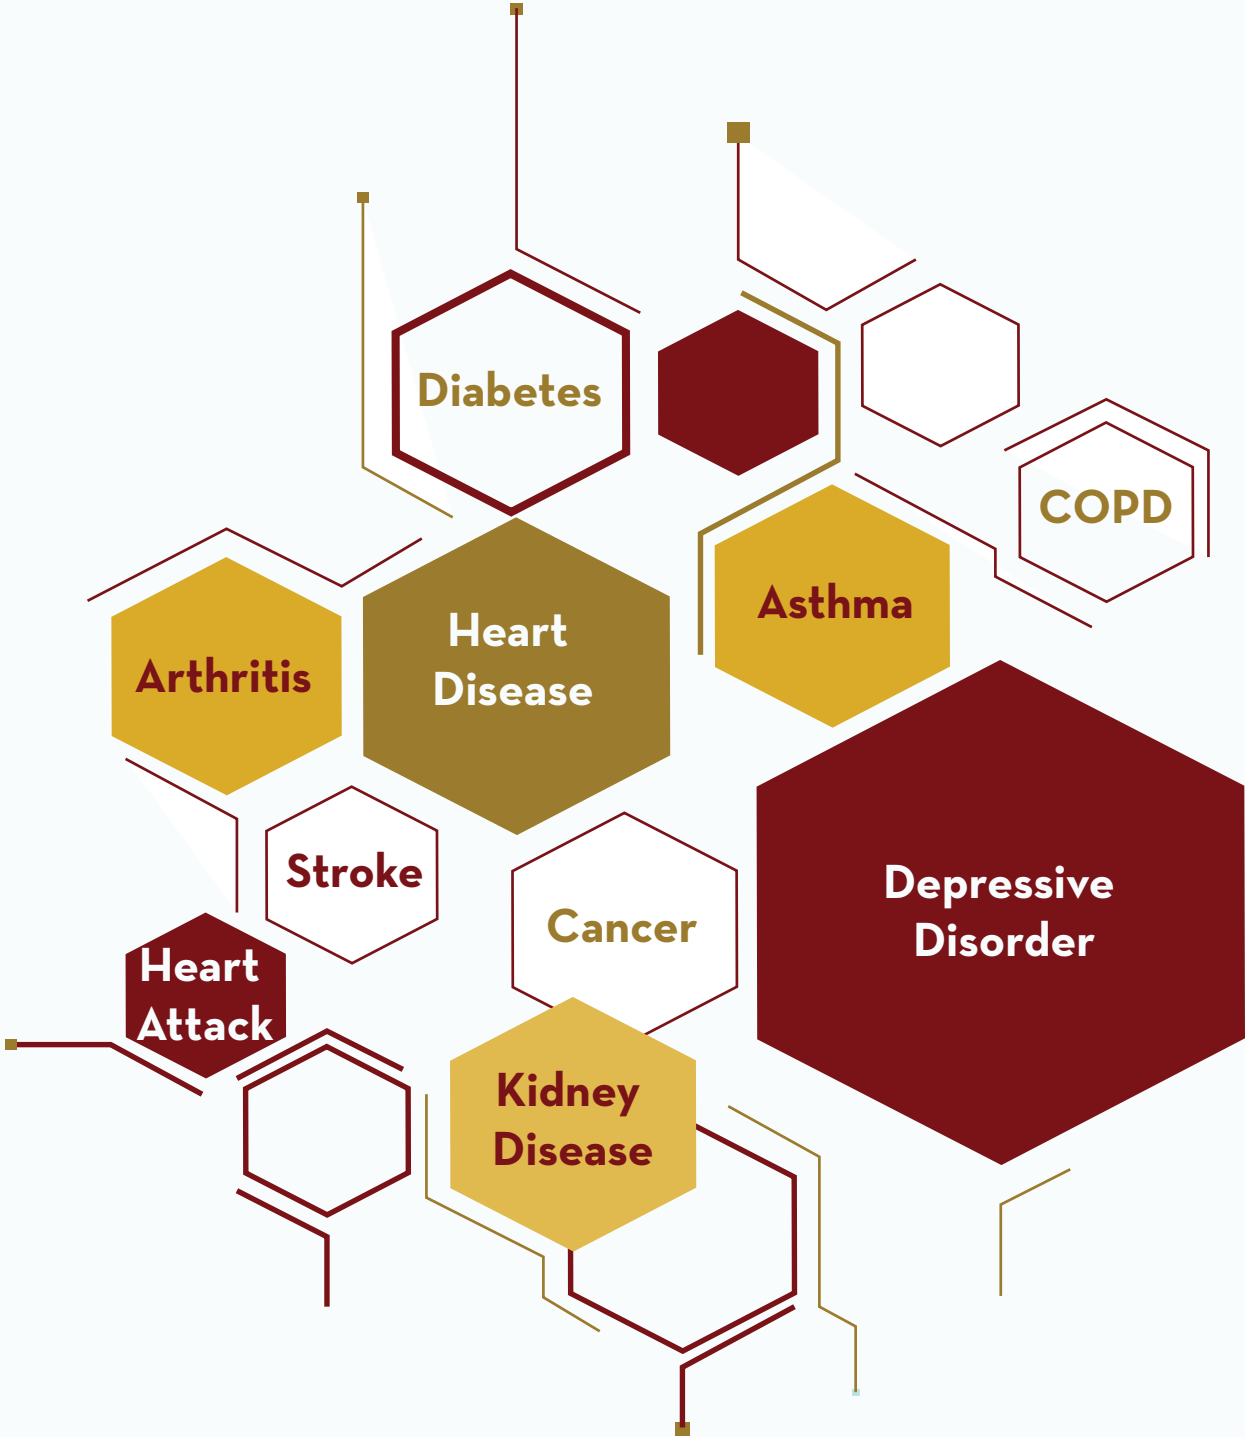 Diabetes
COPD
Asthma
Heart
Disease
Arthritis
Stroke
Depressive
Disorder
Cancer
Heart
Attack
Kidney
Disease